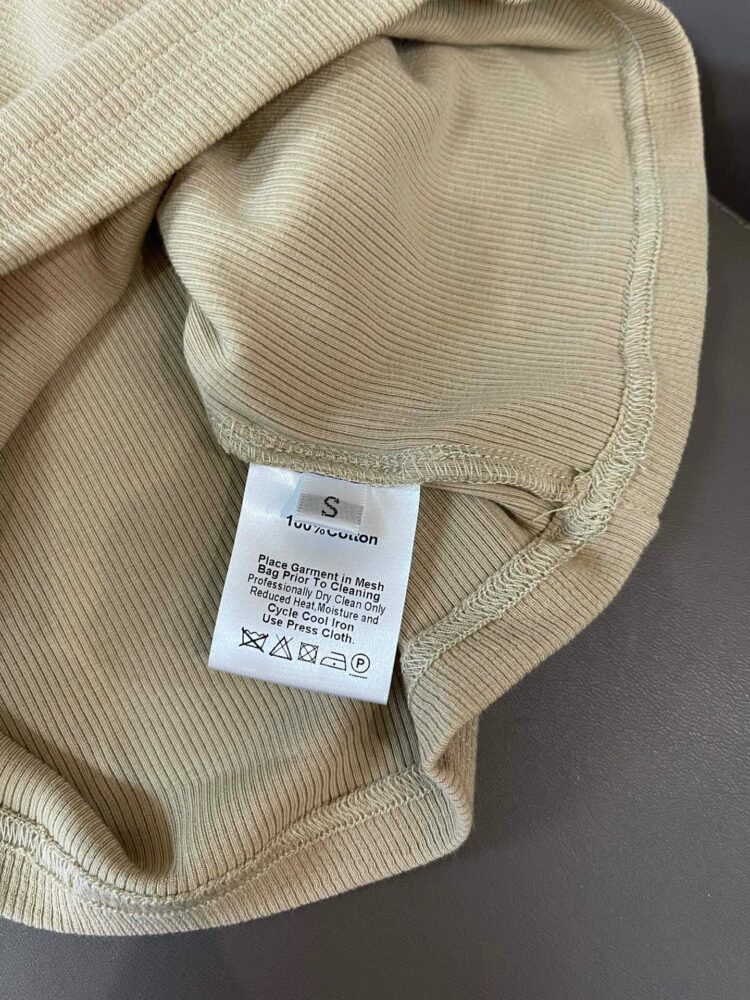 S
100%Cotton
Place Garment in Mesh
Bag Prior To Cleaning
Professionally Dry Clean Only
Reduced Heat,Moisture and
Cycle Cool Iron
Use Press Cloth.
P